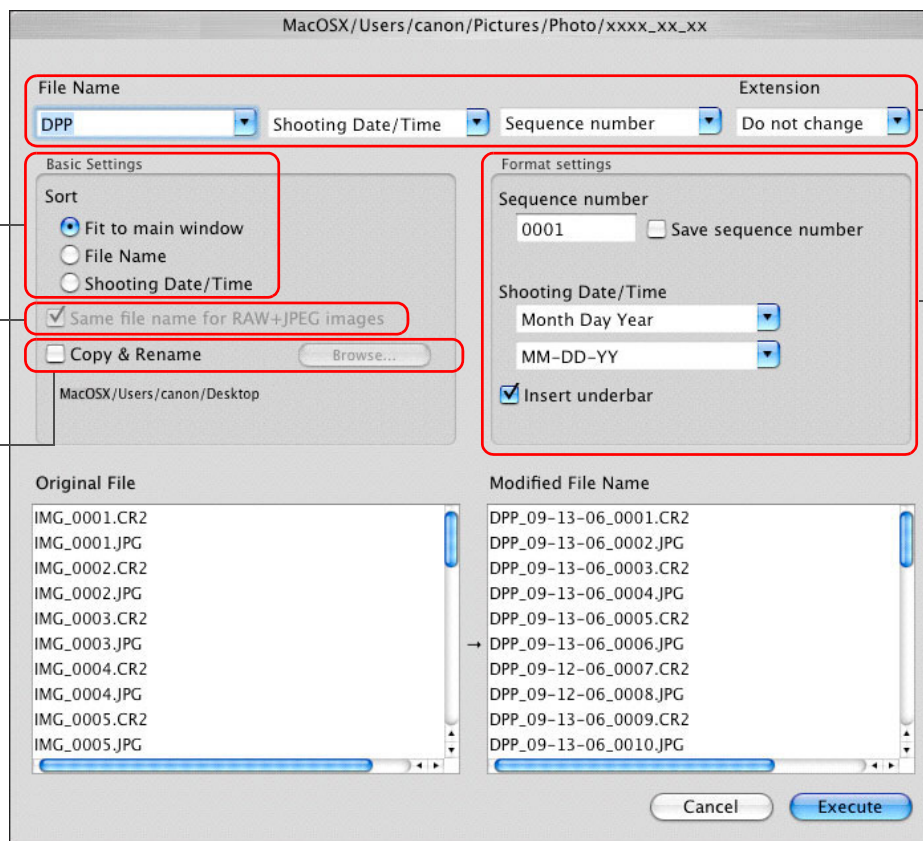 MacOSX/Users/canon/Pictures/Photo/xxxx_xx_xx
File Name Extension
DPP Shooting Date/Time Sequence number Do not change
Basic Settings
Sort
Fit to main window
File Name
Shooting Date/Time
Same file name for RAW+JPEG images
Copy & Rename Browse...
MacOSX/Users/canon/Desktop
Format settings
Sequence number
0001 Save sequence number
Shooting Date/Time
Month Day Year
MM-DD-YY
Insert underbar
Original File
IMG_0001.CR2
IMG_0001.JPG
IMG_0002.CR2
IMG_0002.JPG
IMG_0003.CR2
IMG_0003.JPG
IMG_0004.CR2
IMG_0004.JPG
IMG_0005.CR2
IMG_0005.JPG
→
Modified File Name
DPP_09-13-06_0001.CR2
DPP_09-13-06_0002.JPG
DPP_09-13-06_0003.CR2
DPP_09-13-06_0004.JPG
DPP_09-13-06_0005.CR2
DPP_09-13-06_0006.JPG
DPP_09-12-06_0007.CR2
DPP_09-12-06_0008.JPG
DPP_09-13-06_0009.CR2
DPP_09-13-06_0010.JPG
Cancel Execute